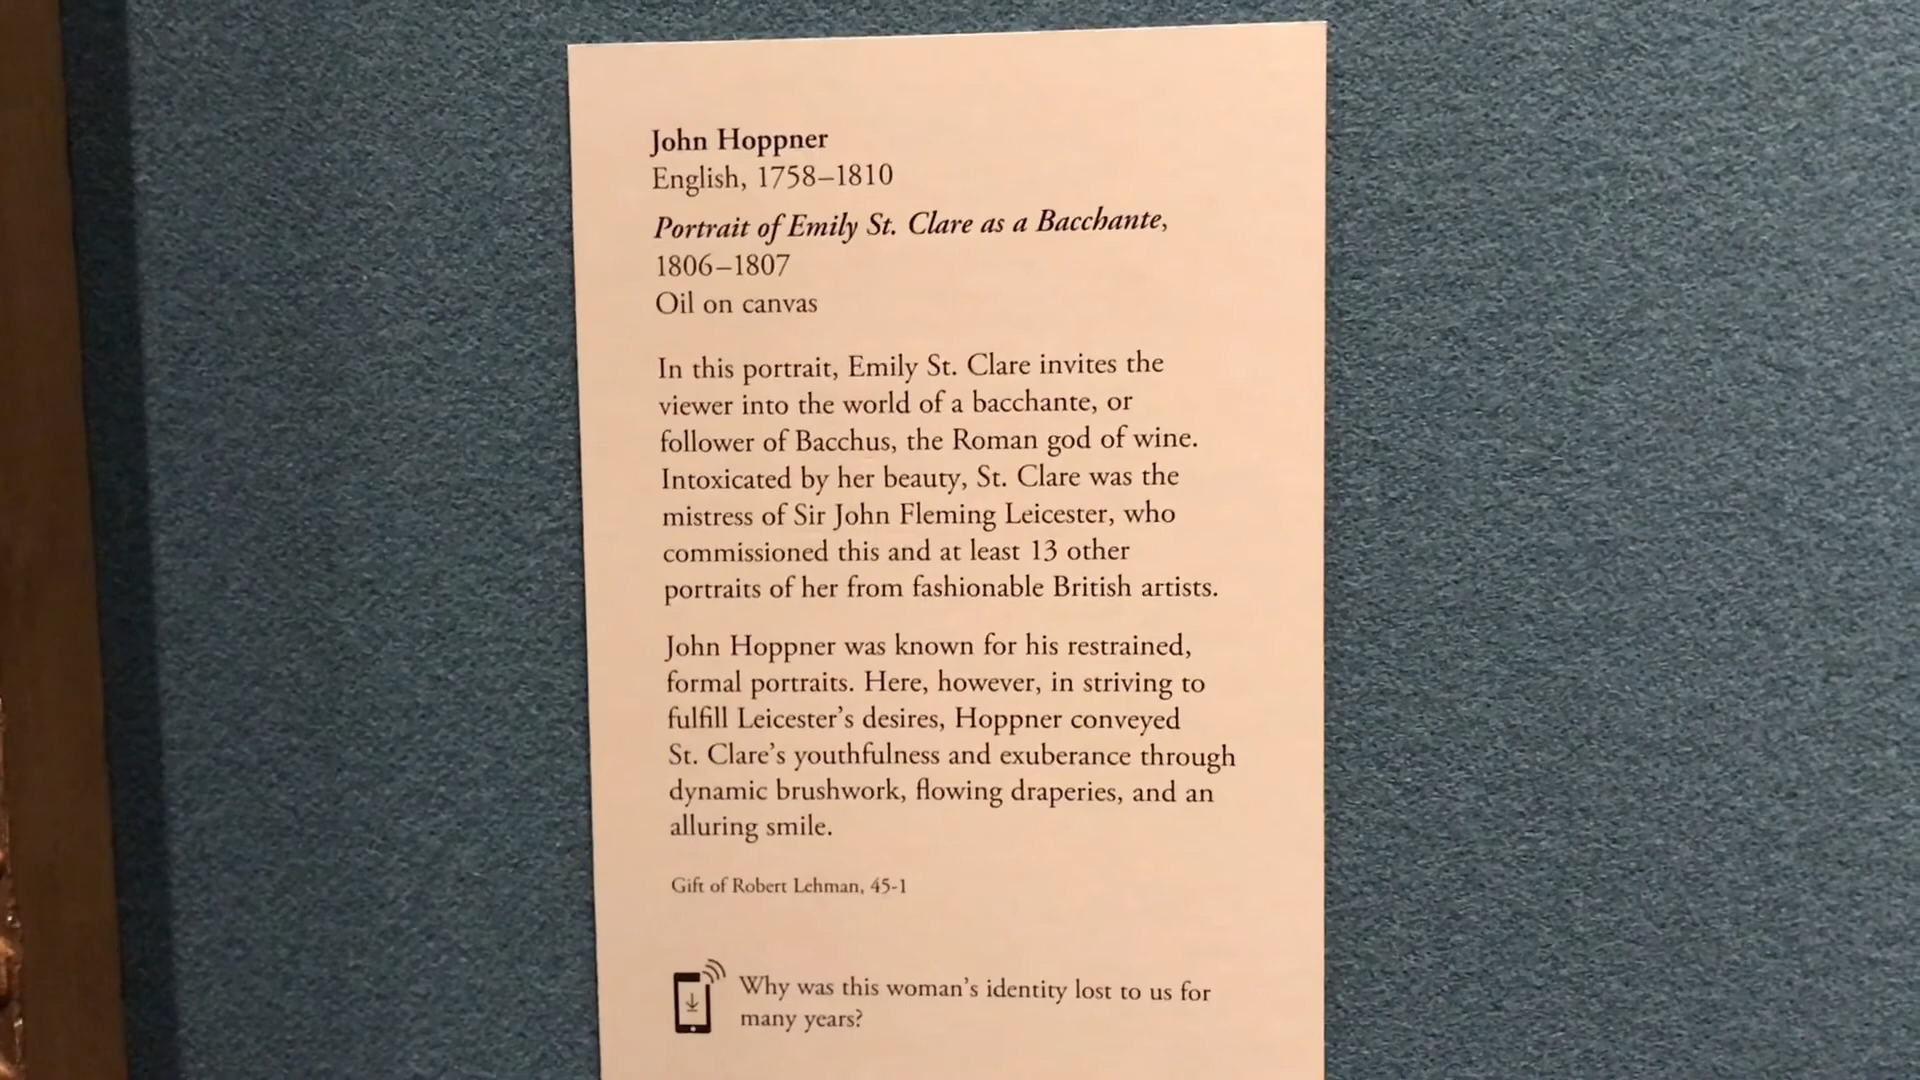 John Hoppner
English, 1758–1810
Portrait of Emily St. Clare as a Bacchante,
1806–1807
Oil on canvas
In this portrait, Emily St. Clare invites the
viewer into the world of a bacchante, or
follower of Bacchus, the Roman god of wine.
Intoxicated by her beauty, St. Clare was the
mistress of Sir John Fleming Leicester, who
commissioned this and at least 13 other
portraits of her from fashionable British artists.
John Hoppner was known for his restrained,
formal portraits. Here, however, in striving to
fulfill Leicester’s desires, Hoppner conveyed
St. Clare’s youthfulness and exuberance through
dynamic brushwork, flowing draperies, and an
alluring smile.
Gift of Robert Lehman, 45-1
Why was this woman’s identity lost to us for
many years?